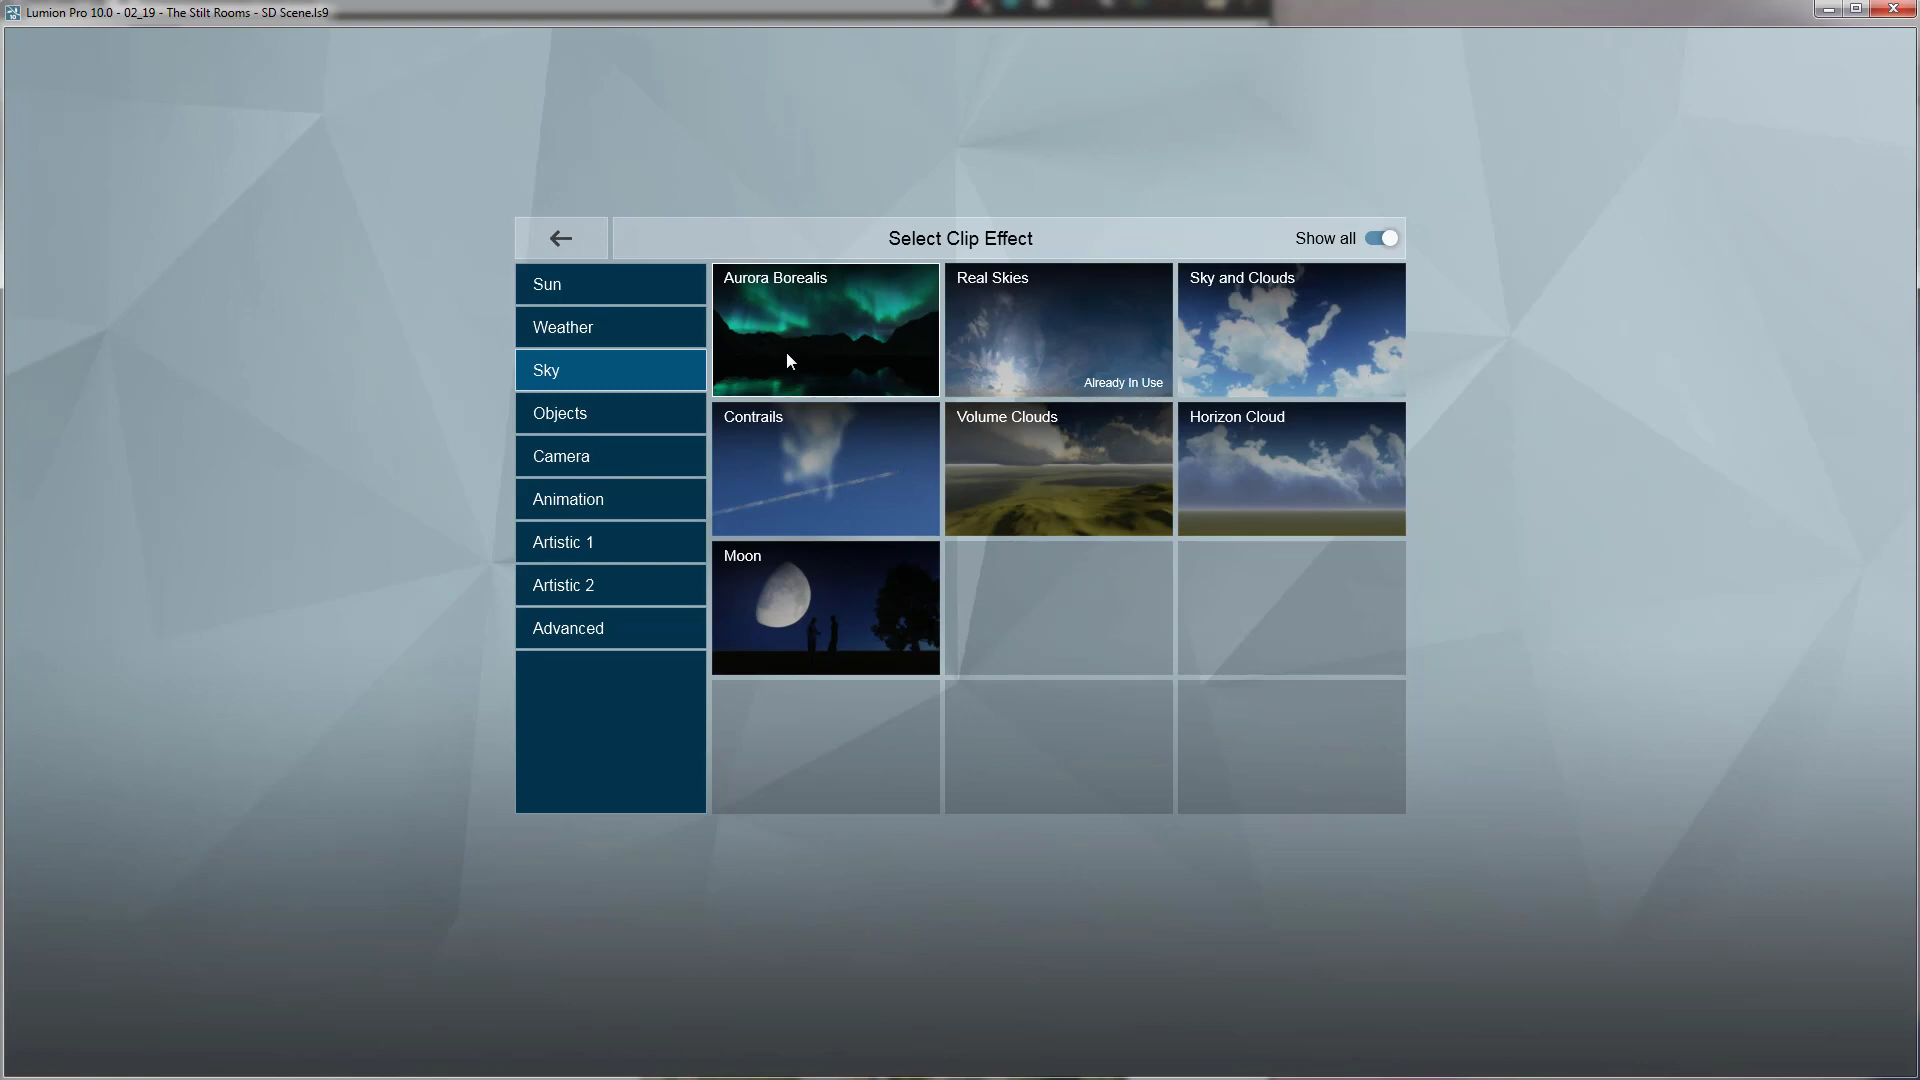 Lumion Pro 10.0 - 02_19 - The Stilt Rooms - SD Scene.ls9
Select Clip Effect
Show all
Sun
Weather
Sky
Objects
Camera
Animation
Artistic 1
Artistic 2
Advanced
Aurora Borealis
Real Skies
Already In Use
Sky and Clouds
Contrails
Volume Clouds
Horizon Cloud
Moon